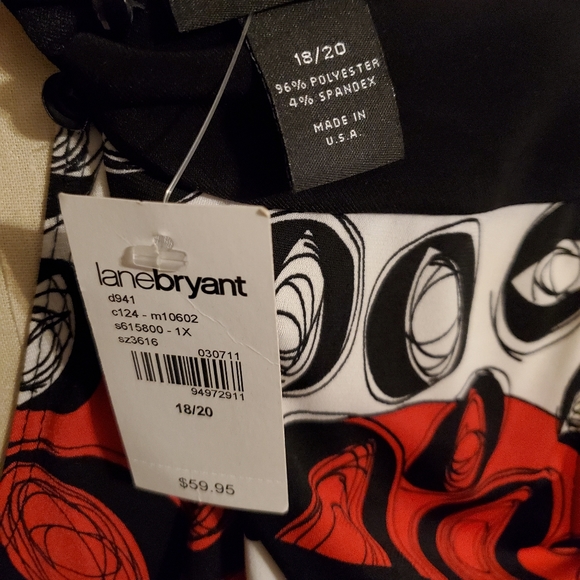 18/20
96% POLYESTER
4% SPANDEX
MADE IN
U.S.A.
lanebryant
d941
c124 - m10602
s615800 - 1X
sz3616
030711
94972911
18/20
$59.95